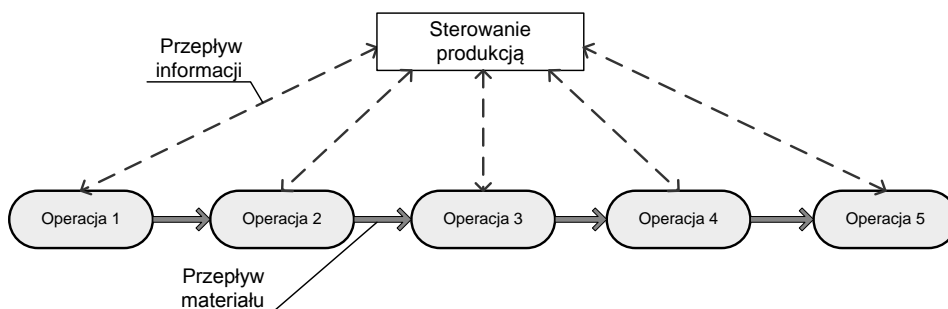 Sterowanie
produkcją
Przepływ
informacji
Operacja 1
Operacja 2
Operacja 3
Operacja 4
Operacja 5
Przepływ
materiału